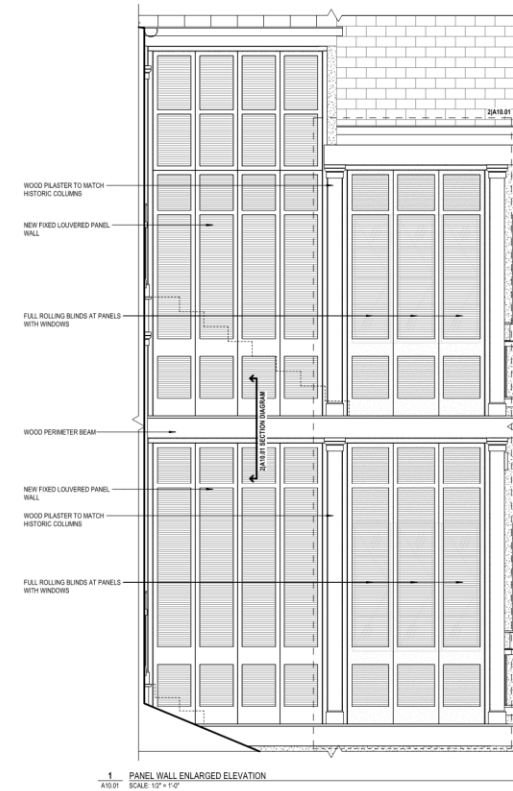 2|A10.01
WOOD PILASTER TO MATCH
HISTORIC COLUMNS
NEW FIXED LOUVERED PANEL
WALL
FULL ROLLING BLINDS AT PANELS
WITH WINDOWS
2|A10.01 SECTION DIAGRAM
WOOD PERIMETER BEAM
NEW FIXED LOUVERED PANEL
WALL
WOOD PILASTER TO MATCH
HISTORIC COLUMNS
FULL ROLLING BLINDS AT PANELS
WITH WINDOWS
1 PANEL WALL ENLARGED ELEVATION
A10.01 SCALE: 1/2" = 1'-0"